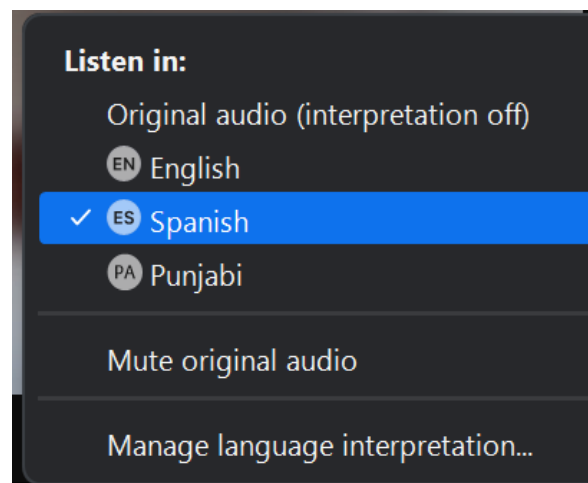 Listen in:
Original audio (interpretation off)
EN English
✓ ES Spanish
PA Punjabi
Mute original audio
Manage language interpretation...